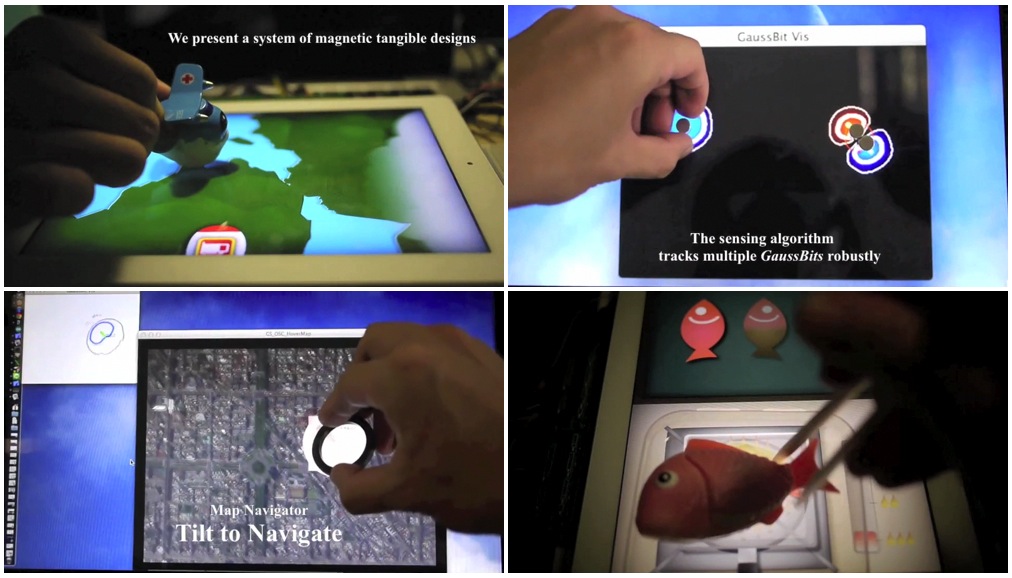 We present a system of magnetic tangible designs
GaussBit Vis
The sensing algorithm
tracks multiple GaussBits robustly
GS_OSC_HoverMap
Map Navigator
Tilt to Navigate